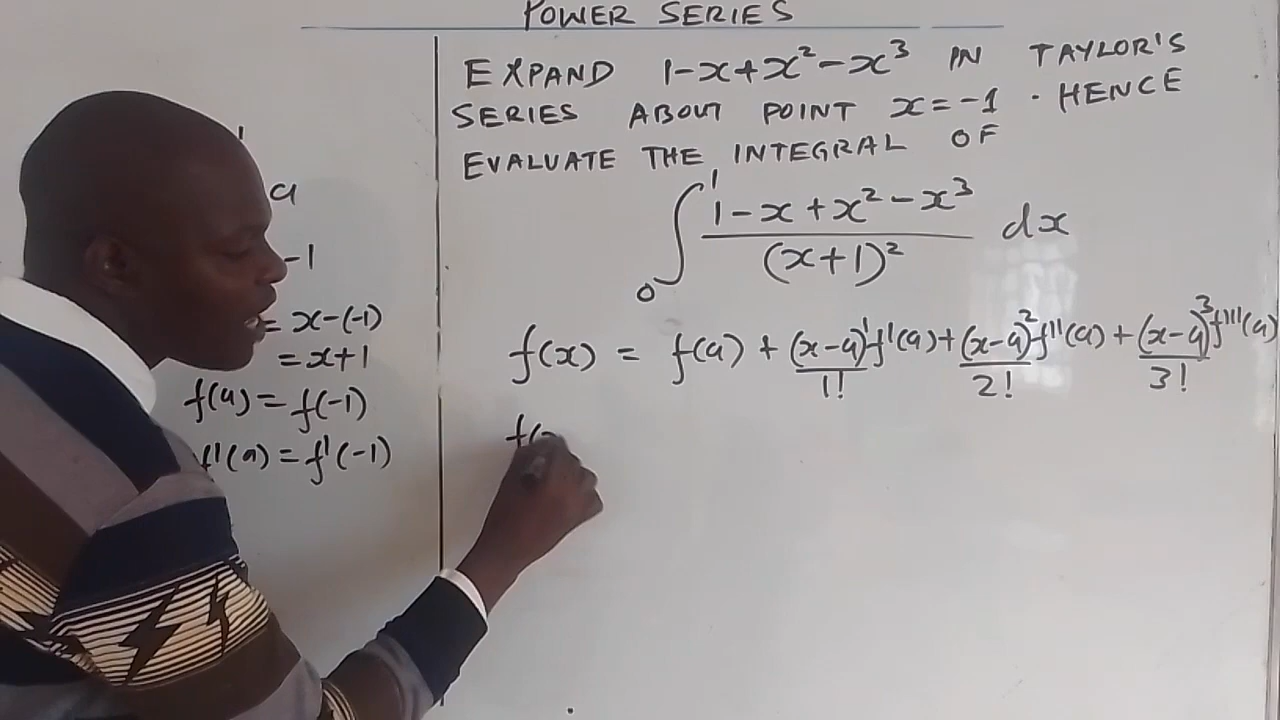 POWER SERIES
a
-1
= x-(-1)
= x+1
f(a) = f(-1)
f'(a) = f'(-1)
EXPAND 1-x+x²-x³ IN TAYLOR'S
SERIES ABOUT POINT x=-1. HENCE
EVALUATE THE INTEGRAL OF
∫₀¹ (1-x+x²-x³)/(x+1)² dx
f(x) = f(a) + (x-a)¹/1! f'(a) + (x-a)²/2! f''(a) + (x-a)³/3! f'''(a)
f(